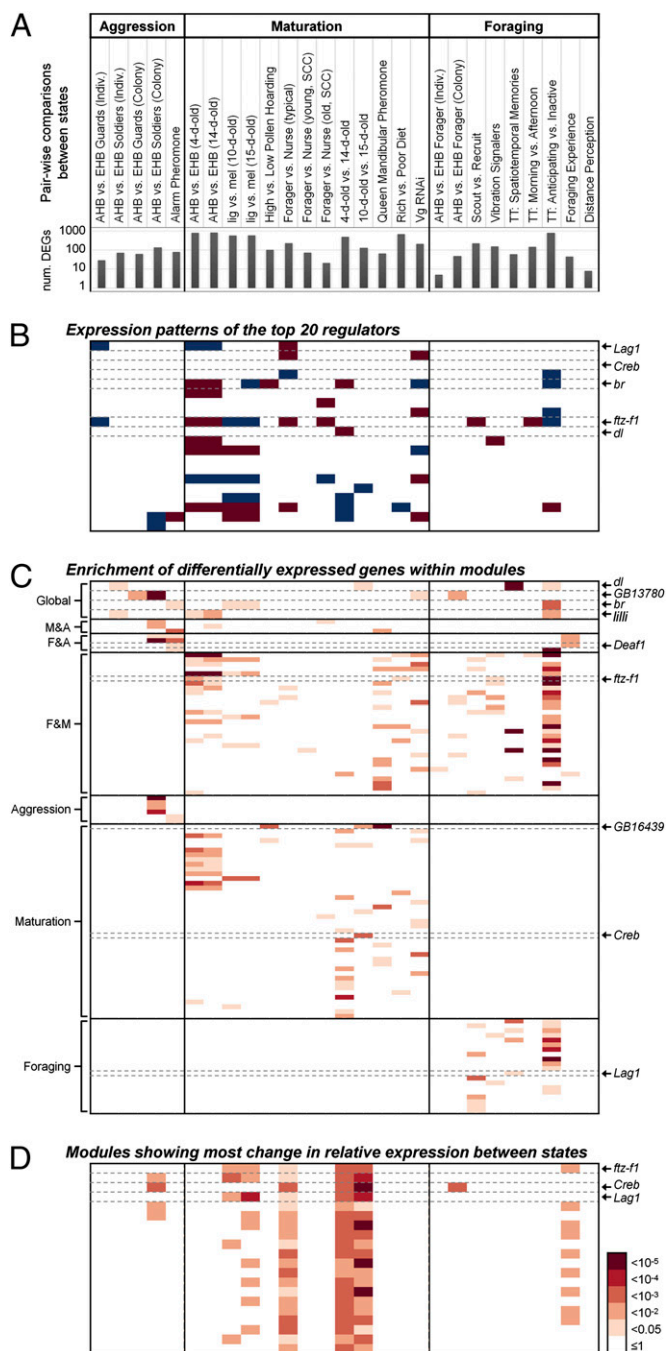 A
Aggression
Maturation
Foraging
Pair-wise comparisons
between states
AHB vs. EHB Guards (Indiv.)
AHB vs. EHB Soldiers (Indiv.)
AHB vs. EHB Guards (Colony)
AHB vs. EHB Soldiers (Colony)
Alarm Pheromone
AHB vs. EHB (4-d-old)
AHB vs. EHB (14-d-old)
lig vs. mel (10-d-old)
lig vs. mel (15-d-old)
High vs. Low Pollen Hoarding
Forager vs. Nurse (typical)
Forager vs. Nurse (young, SCC)
Forager vs. Nurse (old, SCC)
4-d-old vs. 14-d-old
10-d-old vs. 15-d-old
Queen Mandibular Pheromone
Rich vs. Poor Diet
Vg RNAi
AHB vs. EHB Forager (Indiv.)
AHB vs. EHB Forager (Colony)
Scout vs. Recruit
Vibration Signalers
TT: Spatiotemporal Memories
TT: Morning vs. Afternoon
TT: Anticipating vs. Inactive
Foraging Experience
Distance Perception
num. DEGs
1000
100
10
1
B
Expression patterns of the top 20 regulators
Lag1
Creb
br
ftz-f1
dl
C
Enrichment of differentially expressed genes within modules
Global
M&A
F&A
F&M
Aggression
Maturation
Foraging
dl
GB13780
br
lilli
Deaf1
ftz-f1
GB16439
Creb
Lag1
D
Modules showing most change in relative expression between states
ftz-f1
Creb
Lag1
<10-5
<10-4
<10-3
<10-2
<0.05
≤1